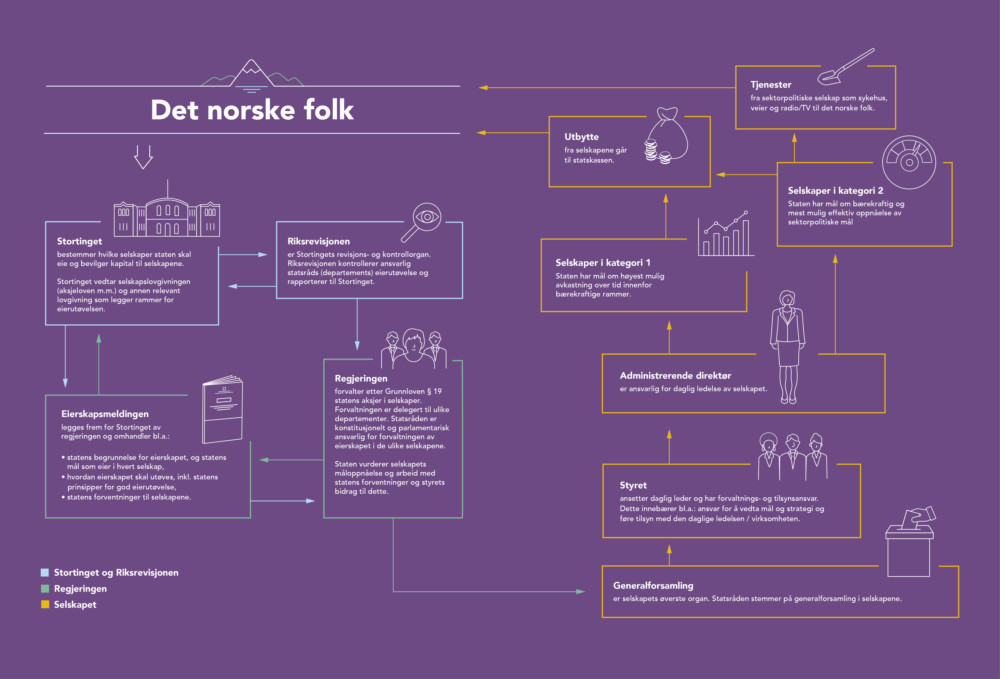 Det norske folk
Stortinget
bestemmer hvilke selskaper staten skal
eie og bevilger kapital til selskapene.
Stortinget vedtar selskapslovgivningen
(aksjeloven m.m.) og annen relevant
lovgivning som legger rammer for
eierutøvelsen.
Riksrevisjonen
er Stortingets revisjons- og kontrollorgan.
Riksrevisjonen kontrollerer ansvarlig
statsråds (departements) eierutøvelse og
rapporterer til Stortinget.
Eierskapsmeldingen
legges frem for Stortinget av
regjeringen og omhandler bl.a.:
• statens begrunnelse for eierskapet, og statens
mål som eier i hvert selskap,
• hvordan eierskapet skal utøves, inkl. statens
prinsipper for god eierutøvelse,
• statens forventninger til selskapene.
Regjeringen
forvalter etter Grunnloven § 19
statens aksjer i selskaper.
Forvaltningen er delegert til ulike
departementer. Statsråden er
konstitusjonelt og parlamentarisk
ansvarlig for forvaltningen av
eierskapet i de ulike selskapene.
Staten vurderer selskapets
måloppnåelse og arbeid med
statens forventninger og styrets
bidrag til dette.
Stortinget og Riksrevisjonen
Regjeringen
Selskapet
Tjenester
fra sektorpolitiske selskap som sykehus,
veier og radio/TV til det norske folk.
Utbytte
fra selskapene går
til statskassen.
Selskaper i kategori 2
Staten har mål om bærekraftig og
mest mulig effektiv oppnåelse av
sektorpolitiske mål
Selskaper i kategori 1
Staten har mål om høyest mulig
avkastning over tid innenfor
bærekraftige rammer.
Administrerende direktør
er ansvarlig for daglig ledelse av selskapet.
Styret
ansetter daglig leder og har forvaltnings- og tilsynsansvar.
Dette innebærer bl.a.: ansvar for å vedta mål og strategi og
føre tilsyn med den daglige ledelsen / virksomheten.
Generalforsamling
er selskapets øverste organ. Statsråden stemmer på generalforsamling i selskapene.